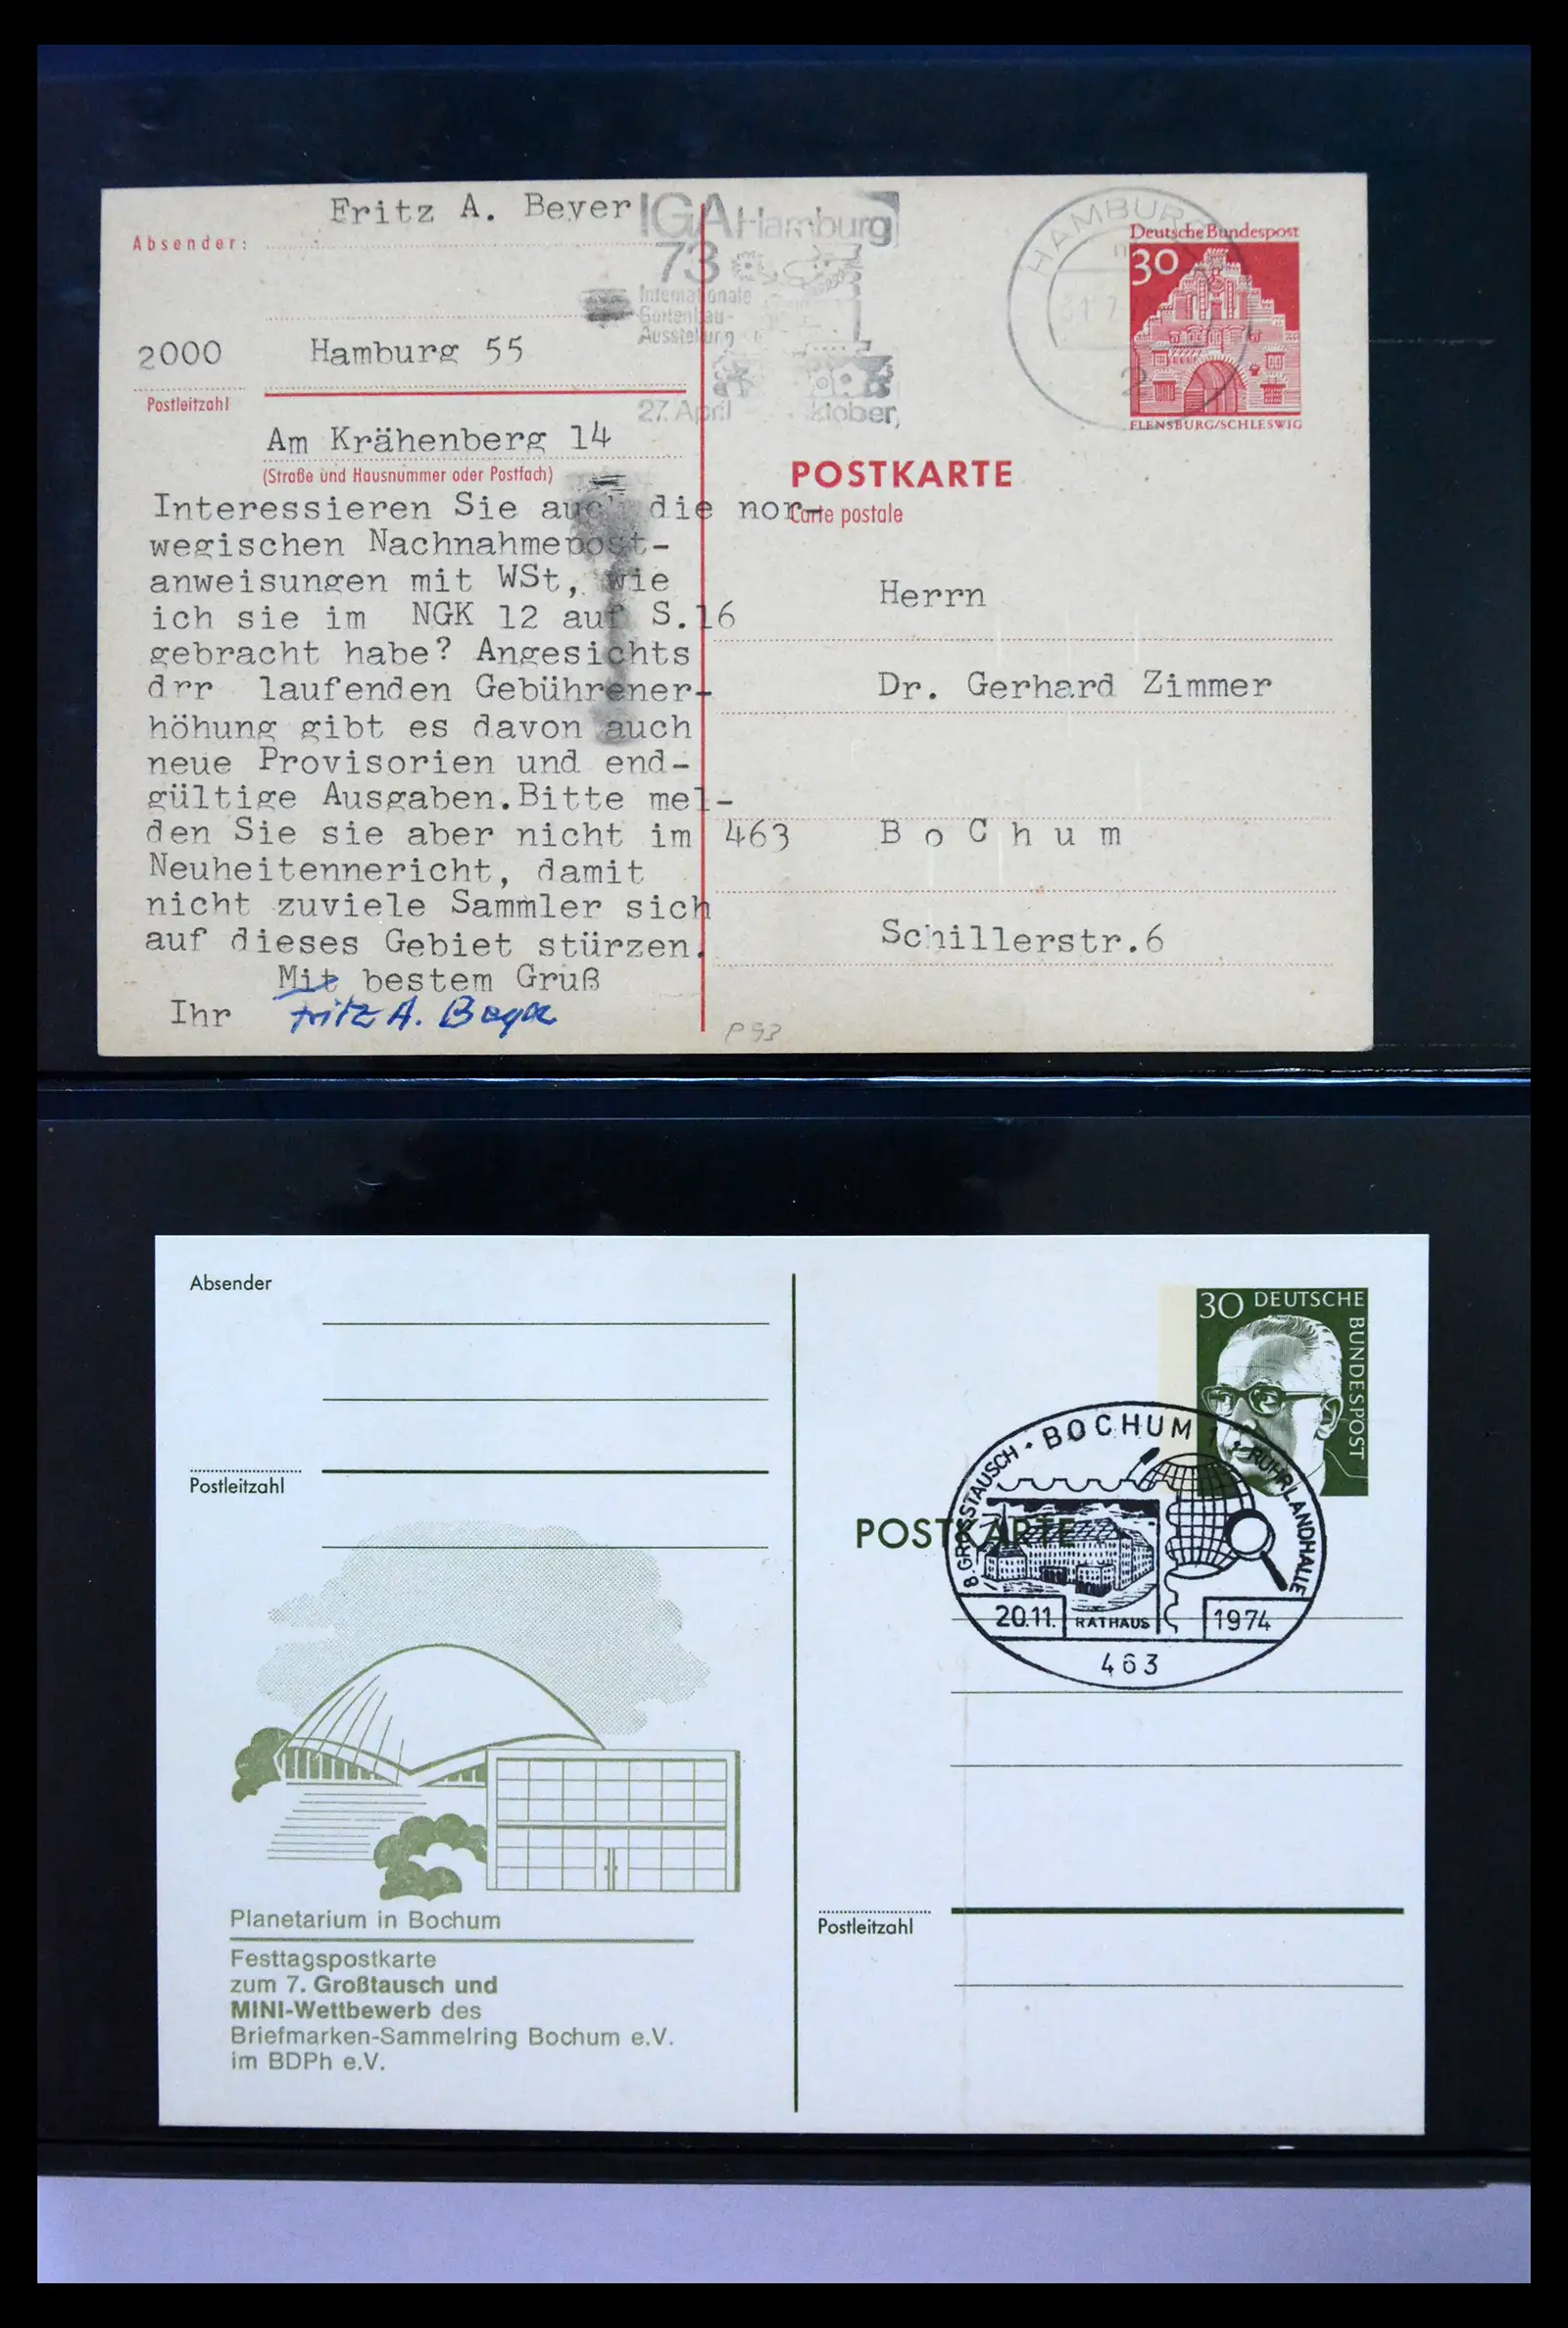 Fritz A. Beyer
Absender:
2000 Hamburg 55
Postleitzahl
Am Krähenberg 14
(Straße und Hausnummer oder Postfach)
IGA Hamburg
73
Internationale
Gartenbau-
Ausstellung
27. April ktober,
HAMBURG
31.7.
2
Deutsche Bundespost
30
FLENSBURG/SCHLESWIG
POSTKARTE
Carte postale
Interessieren Sie auch die nor-
wegischen Nachnahmepost-
anweisungen mit WSt, wie
ich sie im NGK 12 auf S.16
gebracht habe? Angesichts
drr laufenden Gebührener-
höhung gibt es davon auch
neue Provisorien und end-
gültige Ausgaben.Bitte mel-
den Sie sie aber nicht im
Neuheitennericht, damit
nicht zuviele Sammler sich
auf dieses Gebiet stürzen.
Mit bestem Gruß
Ihr Fritz A. Beyer
Herrn
Dr. Gerhard Zimmer
463 B o C h u m
Schillerstr.6
P 93
Absender
Postleitzahl
30 DEUTSCHE
BUNDESPOST
POSTKARTE
8. GROSSTAUSCH · BOCHUM 1 · RUHRLANDHALLE
20.11. RATHAUS 1974
463
Postleitzahl
Planetarium in Bochum
Festtagspostkarte
zum 7. Großtausch und
MINI-Wettbewerb des
Briefmarken-Sammelring Bochum e.V.
im BDPh e.V.